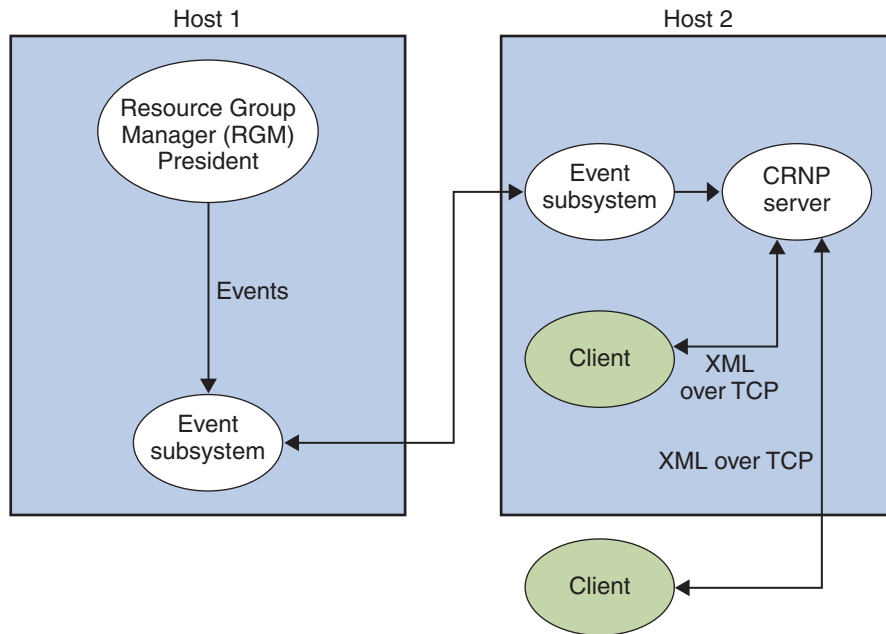 Host 1
Host 2
Resource Group
Manager (RGM)
President
Events
Event
subsystem
Event
subsystem
CRNP
server
Client
XML
over TCP
XML over TCP
Client